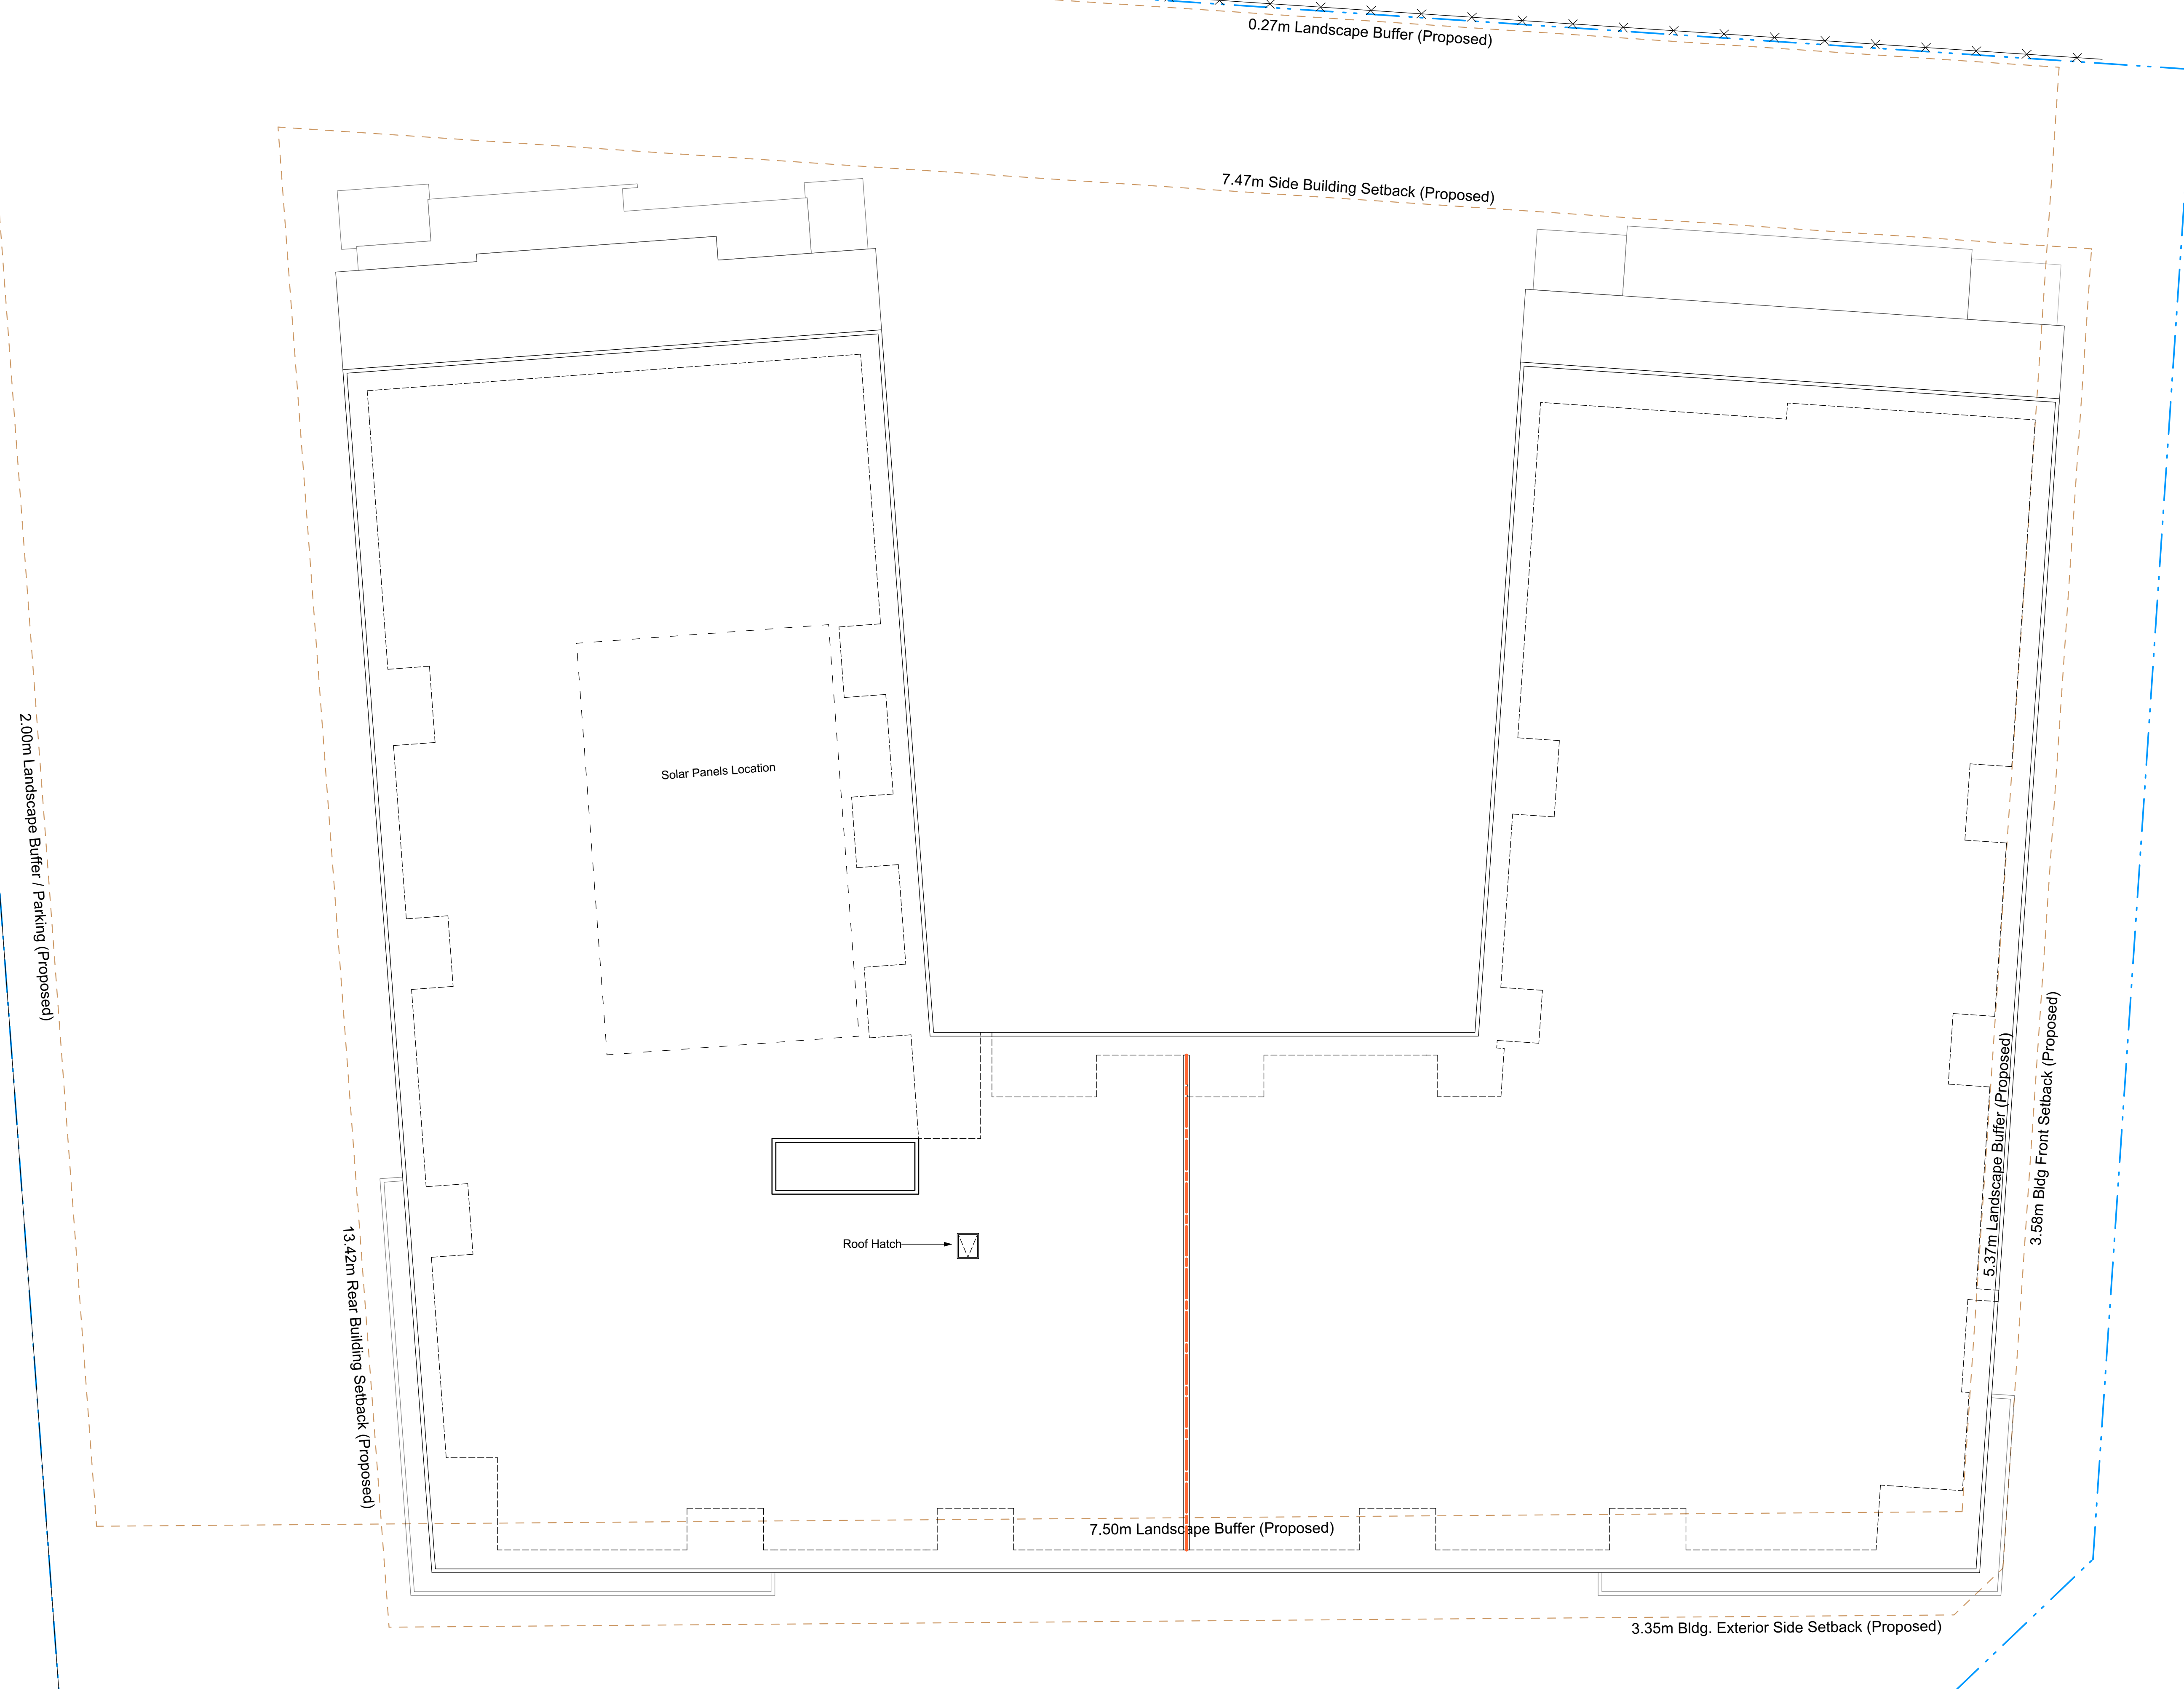 0.27m Landscape Buffer (Proposed)
7.47m Side Building Setback (Proposed)
Solar Panels Location
2.00m Landscape Buffer / Parking (Proposed)
5.37m Landscape Buffer (Proposed)
3.58m Bldg Front Setback (Proposed)
Roof Hatch
13.42m Rear Building Setback (Proposed)
7.50m Landscape Buffer (Proposed)
3.35m Bldg. Exterior Side Setback (Proposed)